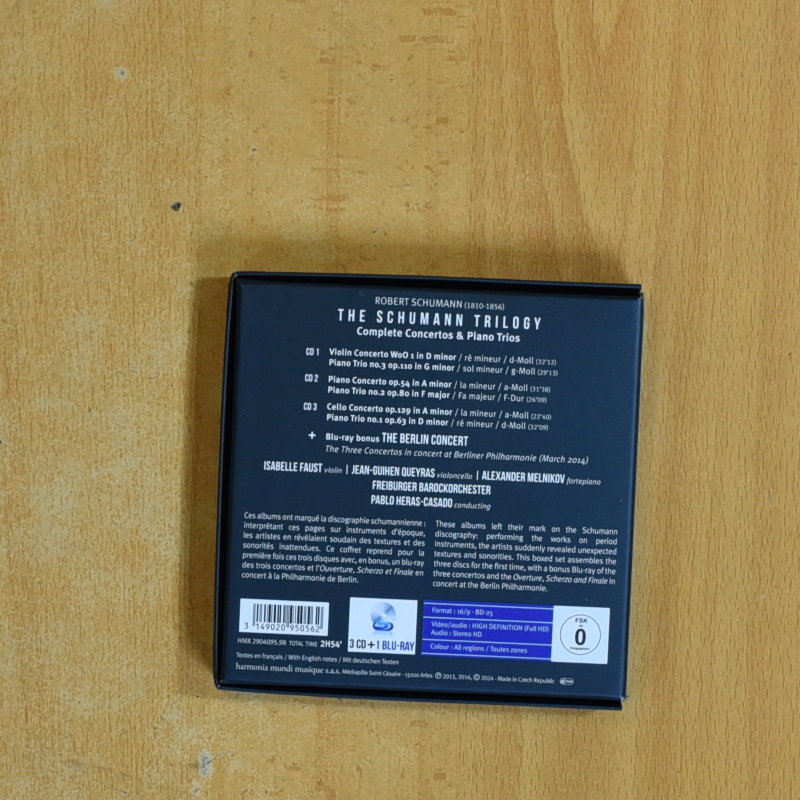 ROBERT SCHUMANN (1810-1856)
THE SCHUMANN TRILOGY
Complete Concertos & Piano Trios
CD 1 Violin Concerto WoO 1 in D minor / ré mineur / d-Moll (32'12)
Piano Trio no.3 op.110 in G minor / sol mineur / g-Moll (29'13)
CD 2 Piano Concerto op.54 in A minor / la mineur / a-Moll (31'38)
Piano Trio no.2 op.80 in F major / Fa majeur / F-Dur (26'09)
CD 3 Cello Concerto op.129 in A minor / la mineur / a-Moll (22'40)
Piano Trio no.1 op.63 in D minor / ré mineur / d-Moll (32'09)
+ Blu-ray bonus THE BERLIN CONCERT
The Three Concertos in concert at Berliner Philharmonie (March 2014)
ISABELLE FAUST violin | JEAN-GUIHEN QUEYRAS violoncello | ALEXANDER MELNIKOV fortepiano
FREIBURGER BAROCKORCHESTER
PABLO HERAS-CASADO conducting
Ces albums ont marqué la discographie schumannienne :
interprétant ces pages sur instruments d'époque,
les artistes en révélaient soudain des textures et des
sonorités inattendues. Ce coffret reprend pour la
première fois ces trois disques avec, en bonus, un blu-ray
des trois concertos et l'Ouverture, Scherzo et Finale en
concert à la Philharmonie de Berlin.
These albums left their mark on the Schumann
discography: performing the works on period
instruments, the artists suddenly revealed unexpected
textures and sonorities. This boxed set assembles the
three discs for the first time, with a bonus Blu-ray of the
three concertos and the Overture, Scherzo and Finale in
concert at the Berlin Philharmonie.
3 149020 950562
HMX 2904095.98 TOTAL TIME 2H54'
3 CD + 1 BLU-RAY
Format : 16/9 - BD-25
Video/audio : HIGH DEFINITION (Full HD)
Audio : Stereo HD
Colour : All regions / Toutes zones
FSK
0
Textes en français / With English notes / Mit deutschen Texten
harmonia mundi musique s.a.s. Médiapôle Saint-Césaire - 13200 Arles ℗ 2015, 2016, © 2024 - Made in Czech Republic